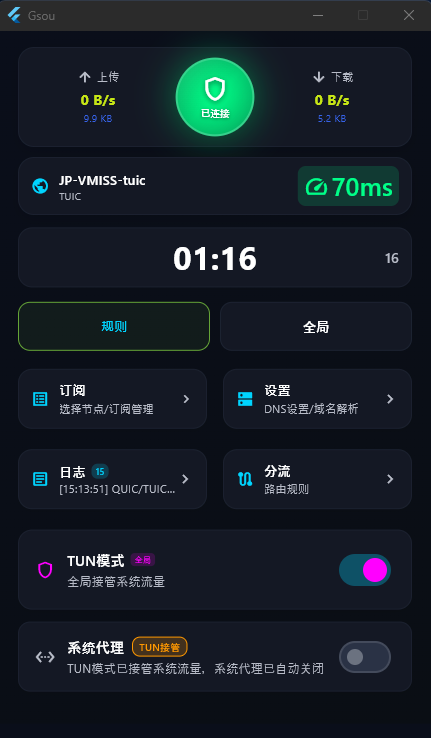 Gsou
上传
0 B/s
9.9 KB
已连接
下载
0 B/s
5.2 KB
JP-VMISS-tuic
TUIC
70ms
01:16
16
规则
全局
订阅
选择节点/订阅管理
设置
DNS设置/域名解析
日志 15
[15:13:51] QUIC/TUIC...
分流
路由规则
TUN模式 全局
全局接管系统流量
系统代理 TUN接管
TUN模式已接管系统流量，系统代理已自动关闭